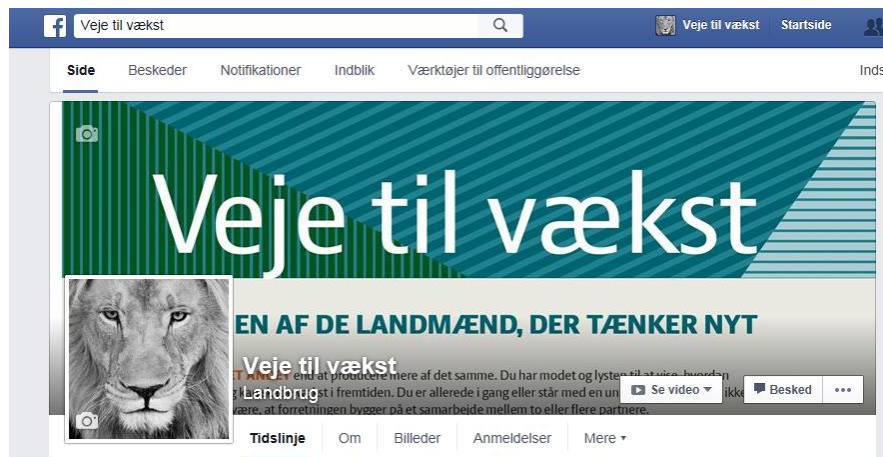 Veje til vækst
Veje til vækst Startside
Side Beskeder Notifikationer Indblik Værktøjer til offentliggørelse Inds
Veje til vækst
EN AF DE LANDMÆND, DER TÆNKER NYT
Veje til vækst
end at producere mere af det samme. Du har modet og lysten til at vise, hvordan
Landbrug
i fremtiden. Du er allerede i gang eller står med en
Se video
Besked
være, at forretningen bygger på et samarbejde mellem to eller flere partnere.
Tidslinje Om Billeder Anmeldelser Mere